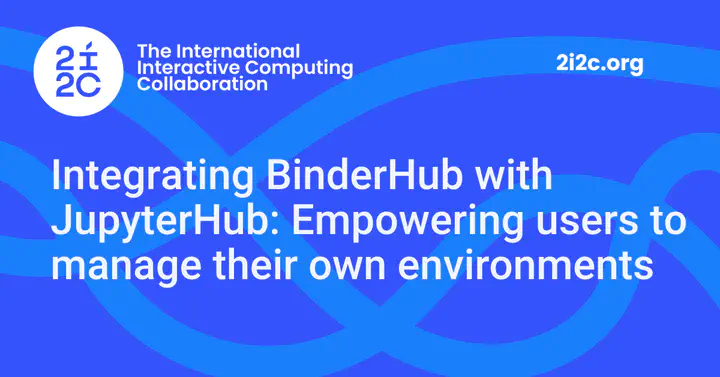 2i
2C
The International
Interactive Computing
Collaboration
2i2c.org
Integrating BinderHub with
JupyterHub: Empowering users to
manage their own environments